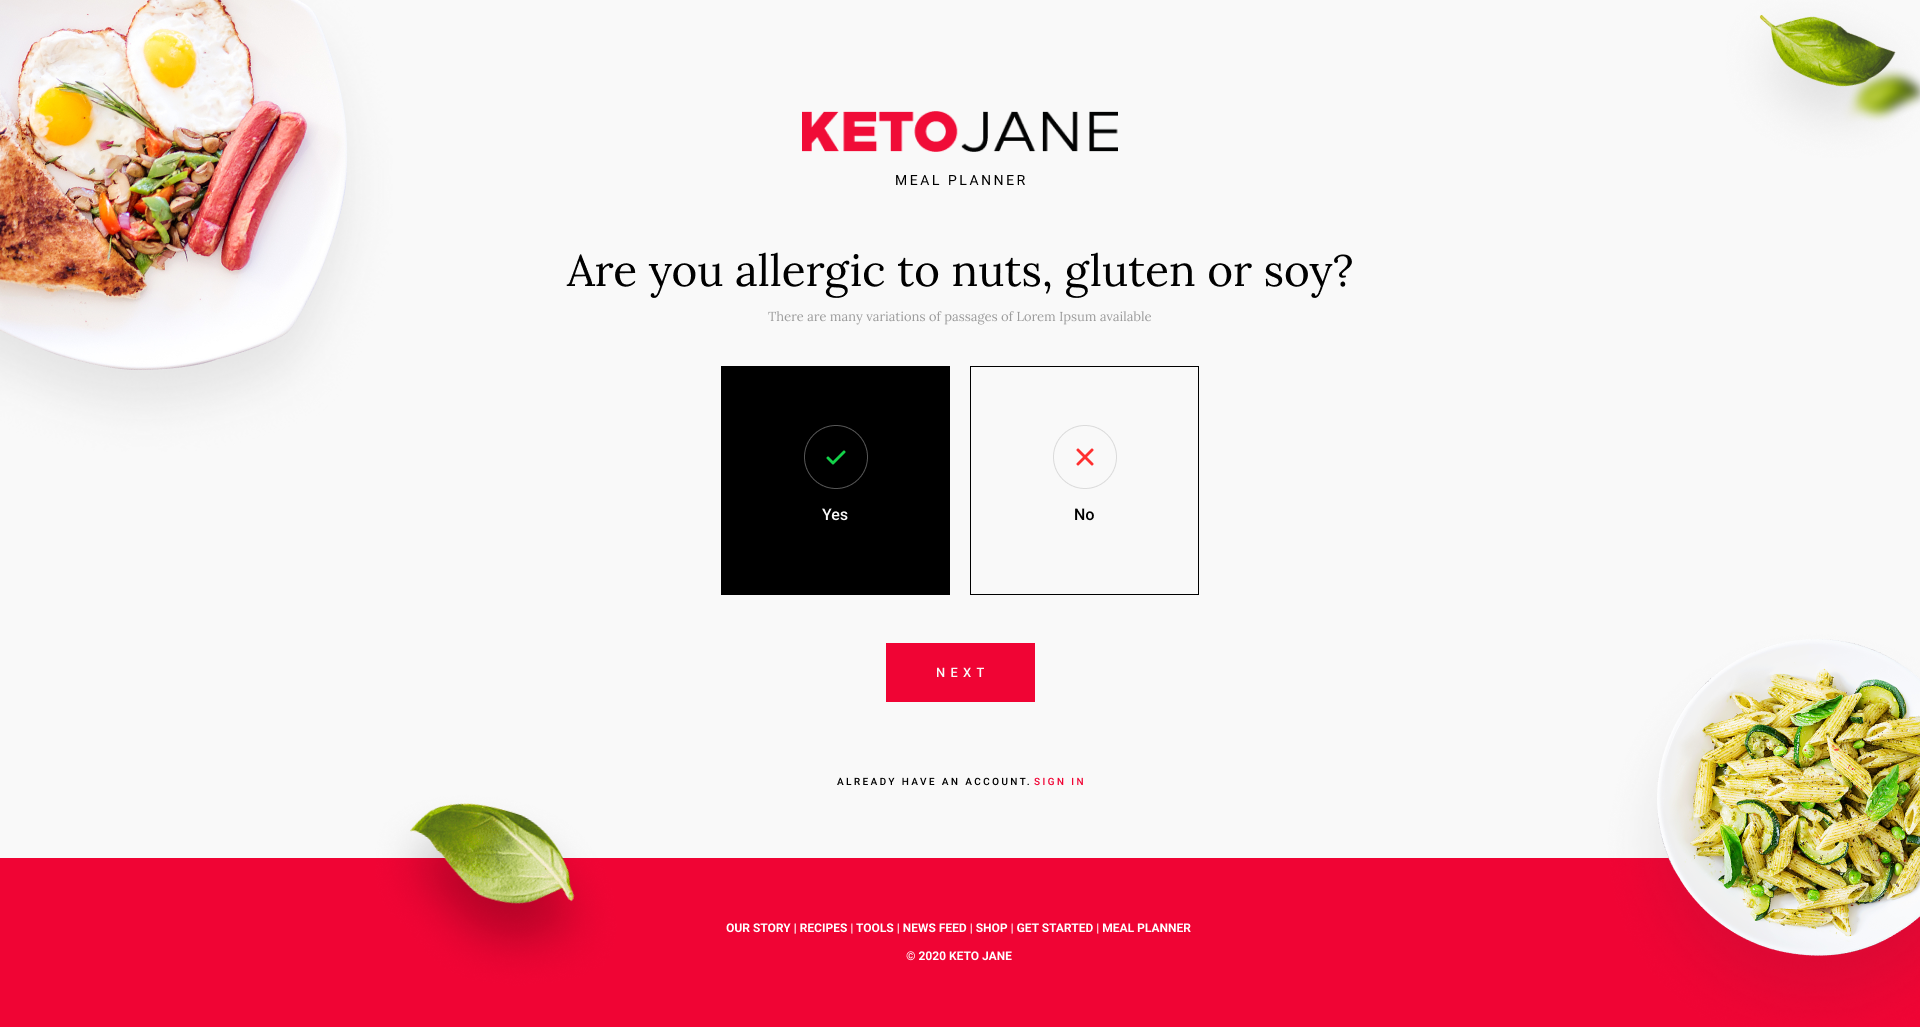 KETOJANE
MEAL PLANNER
Are you allergic to nuts, gluten or soy?
There are many variations of passages of Lorem Ipsum available
Yes
No
NEXT
ALREADY HAVE AN ACCOUNT. SIGN IN
OUR STORY | RECIPES | TOOLS | NEWS FEED | SHOP | GET STARTED | MEAL PLANNER
© 2020 KETO JANE